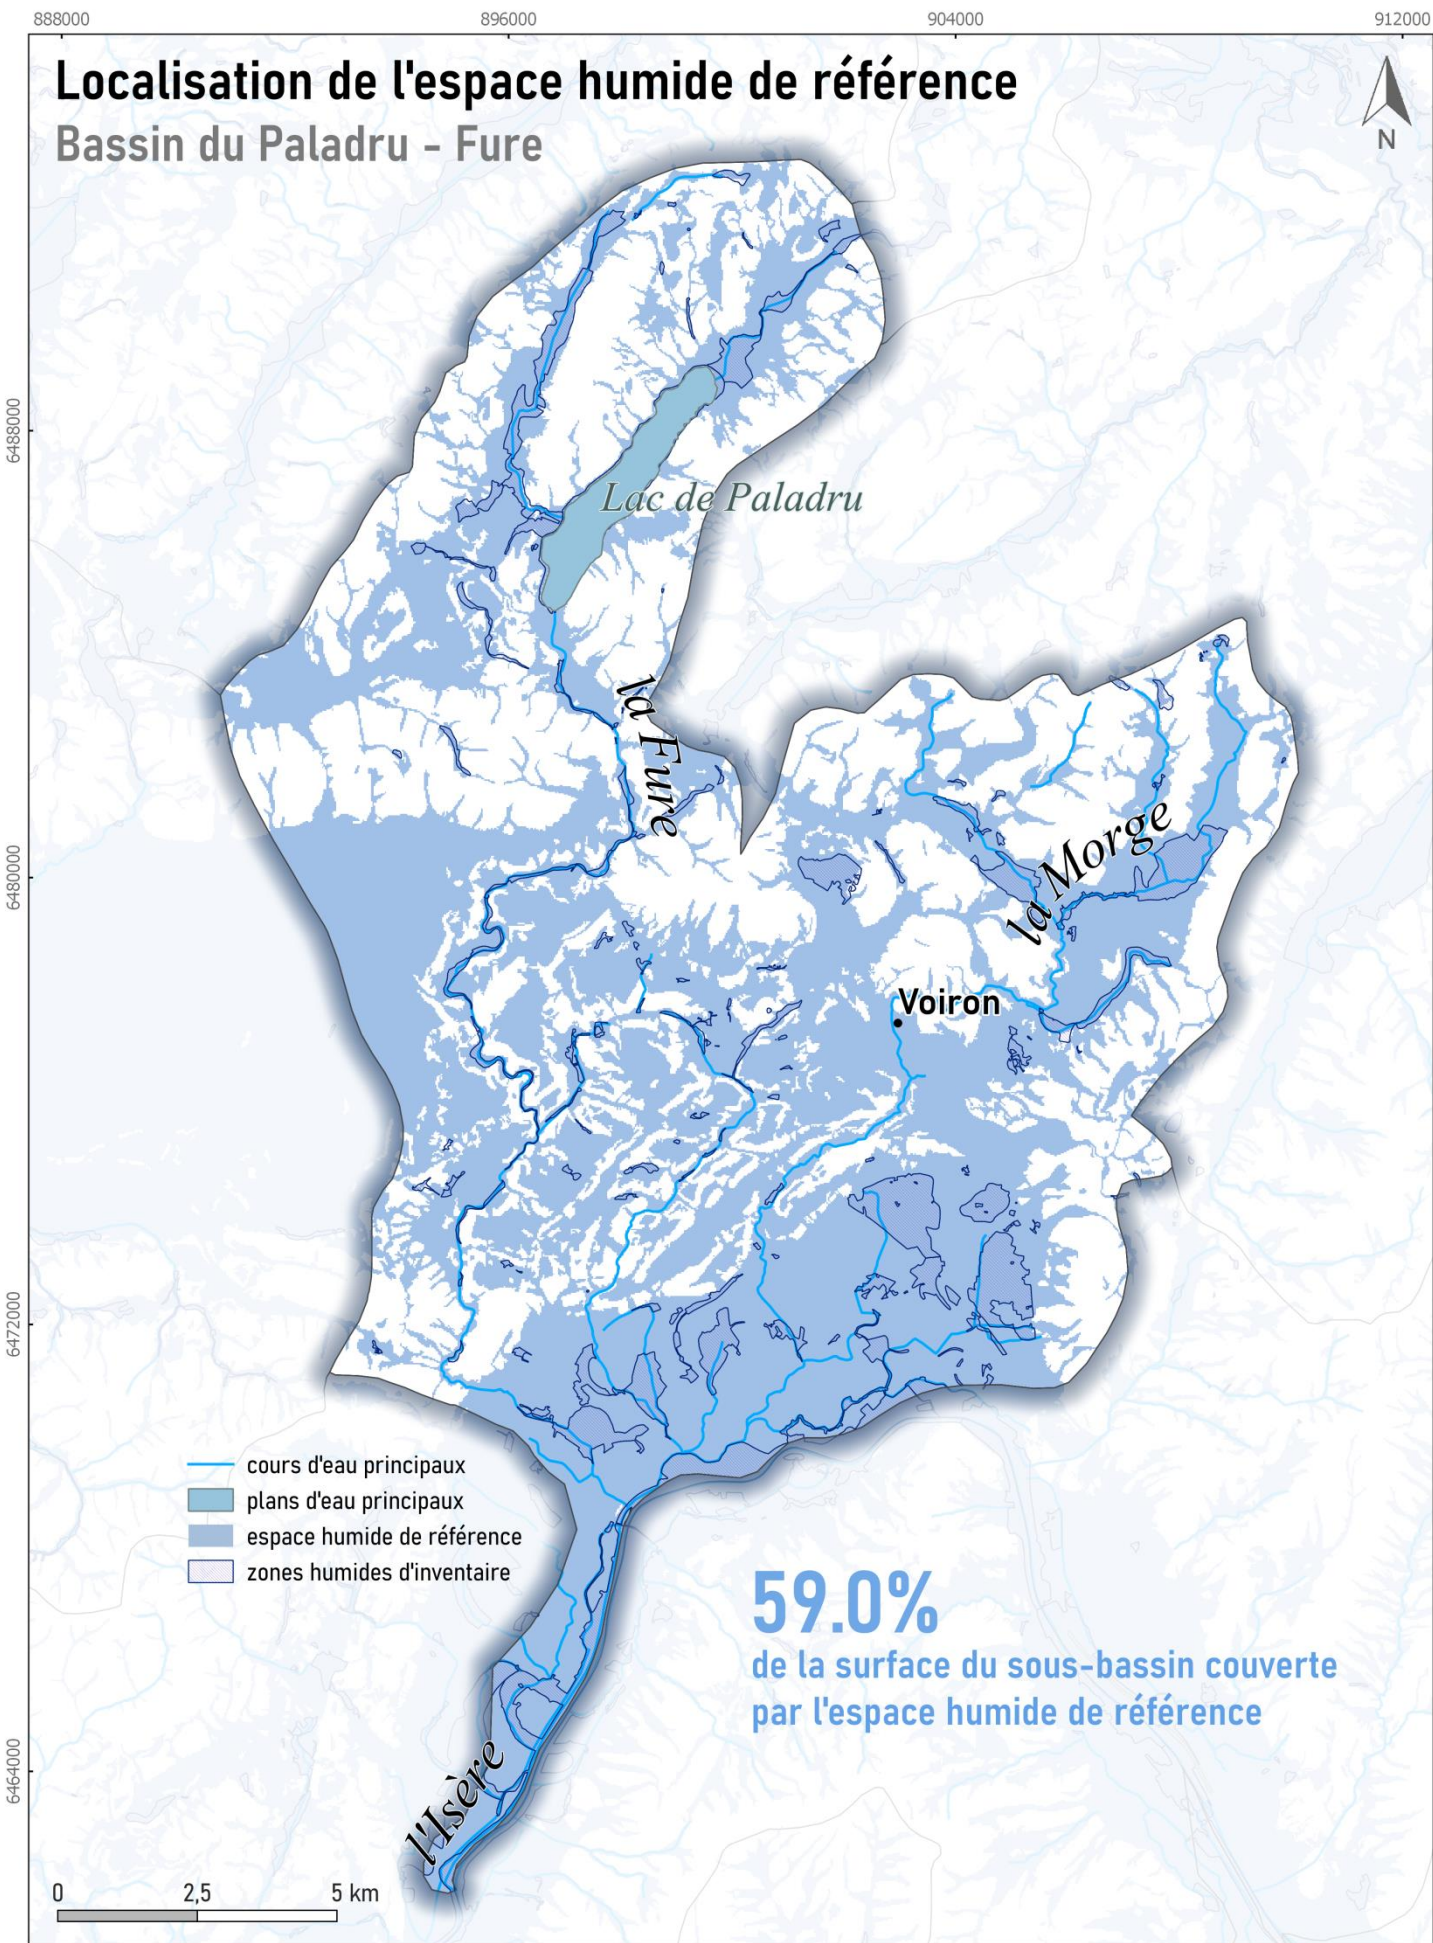 888000
896000
904000
912000
Localisation de l'espace humide de référence
Bassin du Paladru - Fure
N
6488000
Lac de Paladru
la Fure
la Morge
6480000
Voiron
6472000
cours d'eau principaux
plans d'eau principaux
espace humide de référence
zones humides d'inventaire
59.0%
de la surface du sous-bassin couverte
par l'espace humide de référence
6464000
l'Isère
0 2,5 5 km